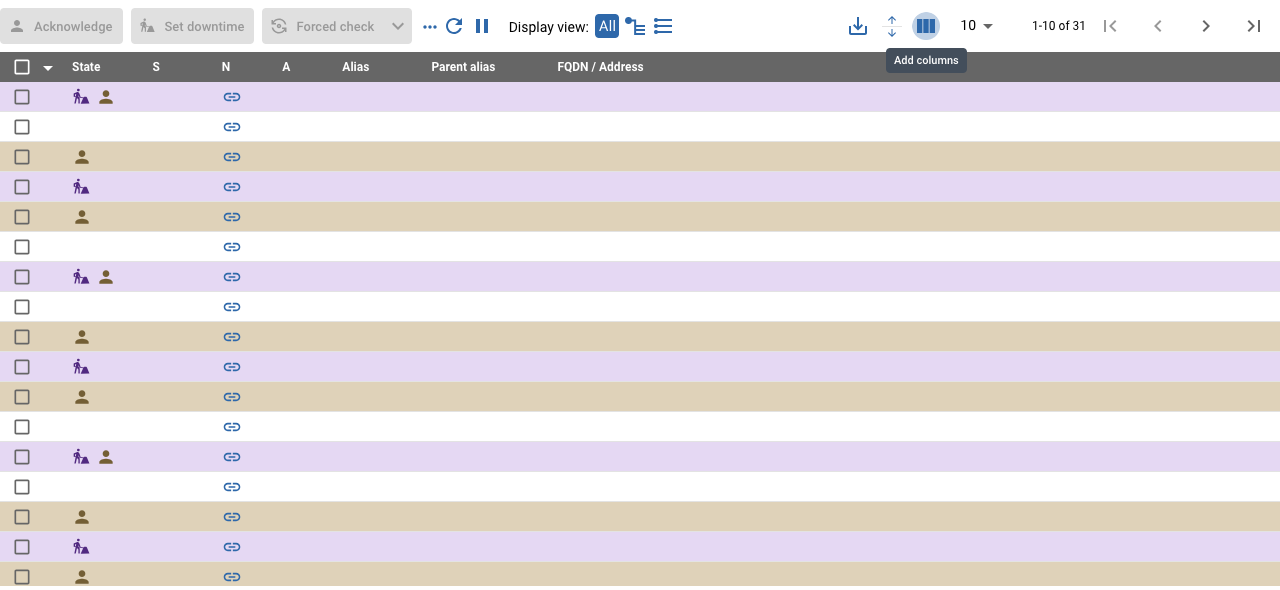 Acknowledge Set downtime Forced check Display view: All 10 1-10 of 31
Add columns
State S N A Alias Parent alias FQDN / Address